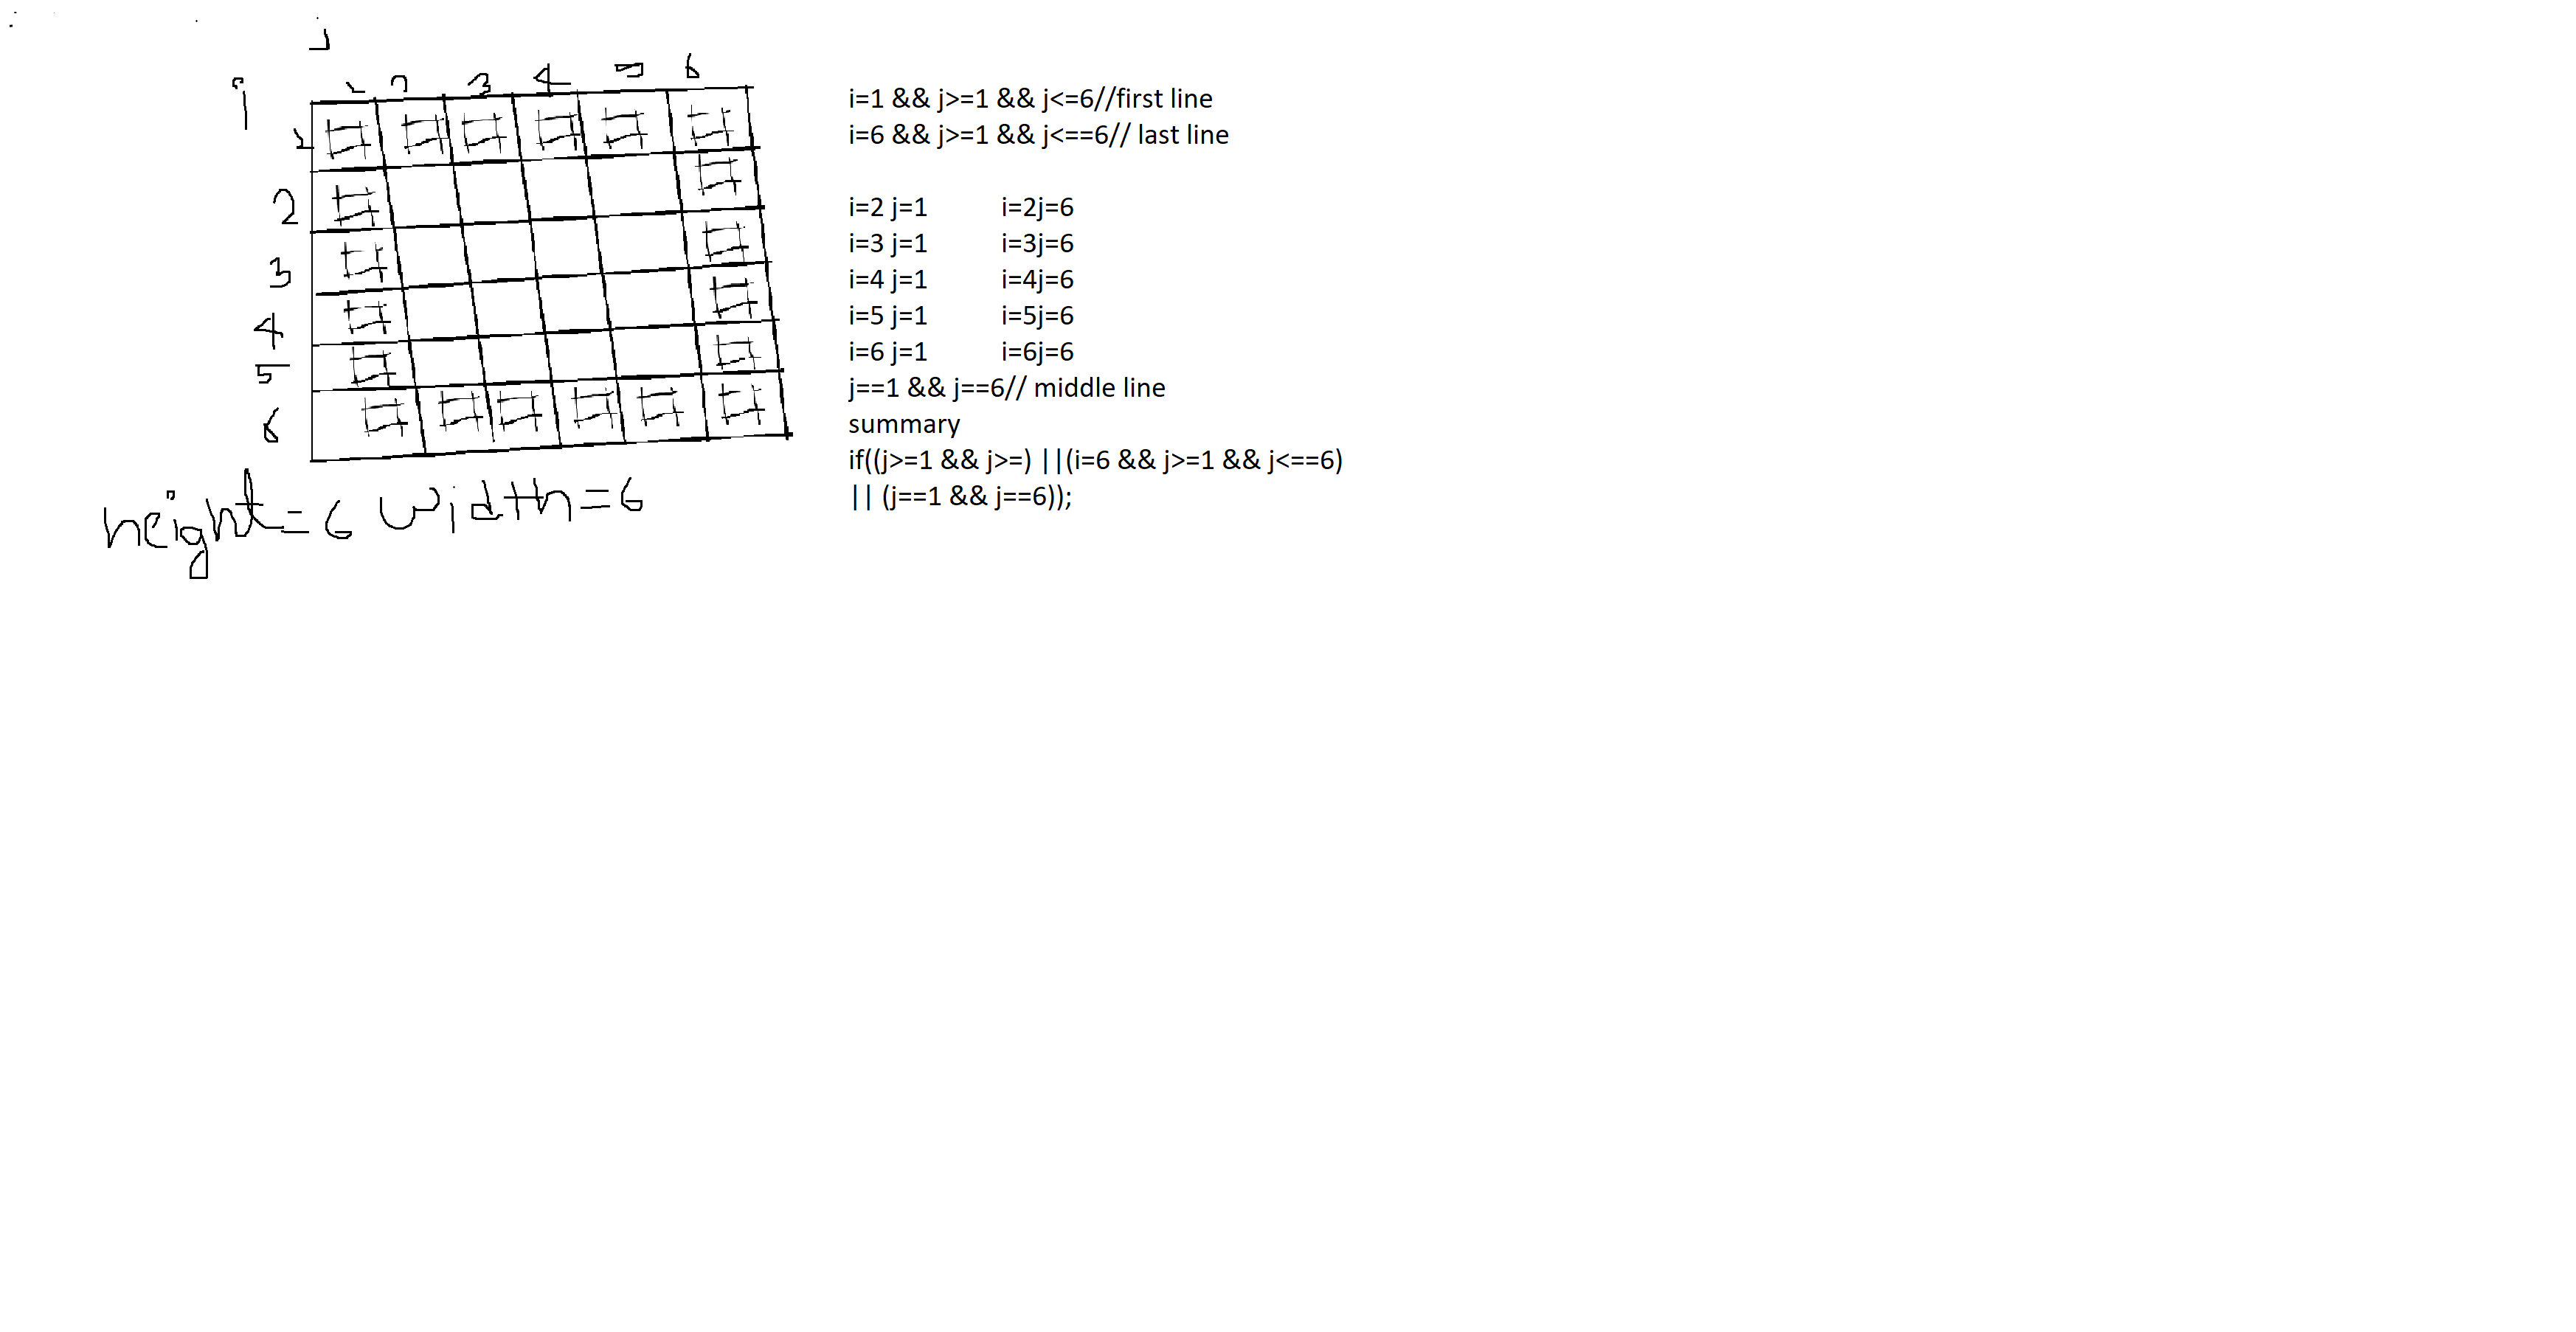 j
i
1 2 3 4 5 6
1 # # # # # #
2 # #
3 # #
4 # #
5 # #
6 # # # # # #
height=6 width=6
i=1 && j>=1 && j<=6//first line
i=6 && j>=1 && j<==6// last line
i=2 j=1 i=2j=6
i=3 j=1 i=3j=6
i=4 j=1 i=4j=6
i=5 j=1 i=5j=6
i=6 j=1 i=6j=6
j==1 && j==6// middle line
summary
if((j>=1 && j>=) ||(i=6 && j>=1 && j<==6)
|| (j==1 && j==6));